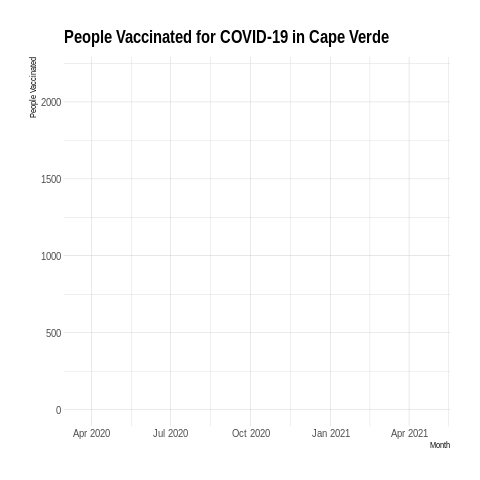 People Vaccinated for COVID-19 in Cape Verde
People Vaccinated
2000
1500
1000
500
0
Apr 2020 Jul 2020 Oct 2020 Jan 2021 Apr 2021
Month